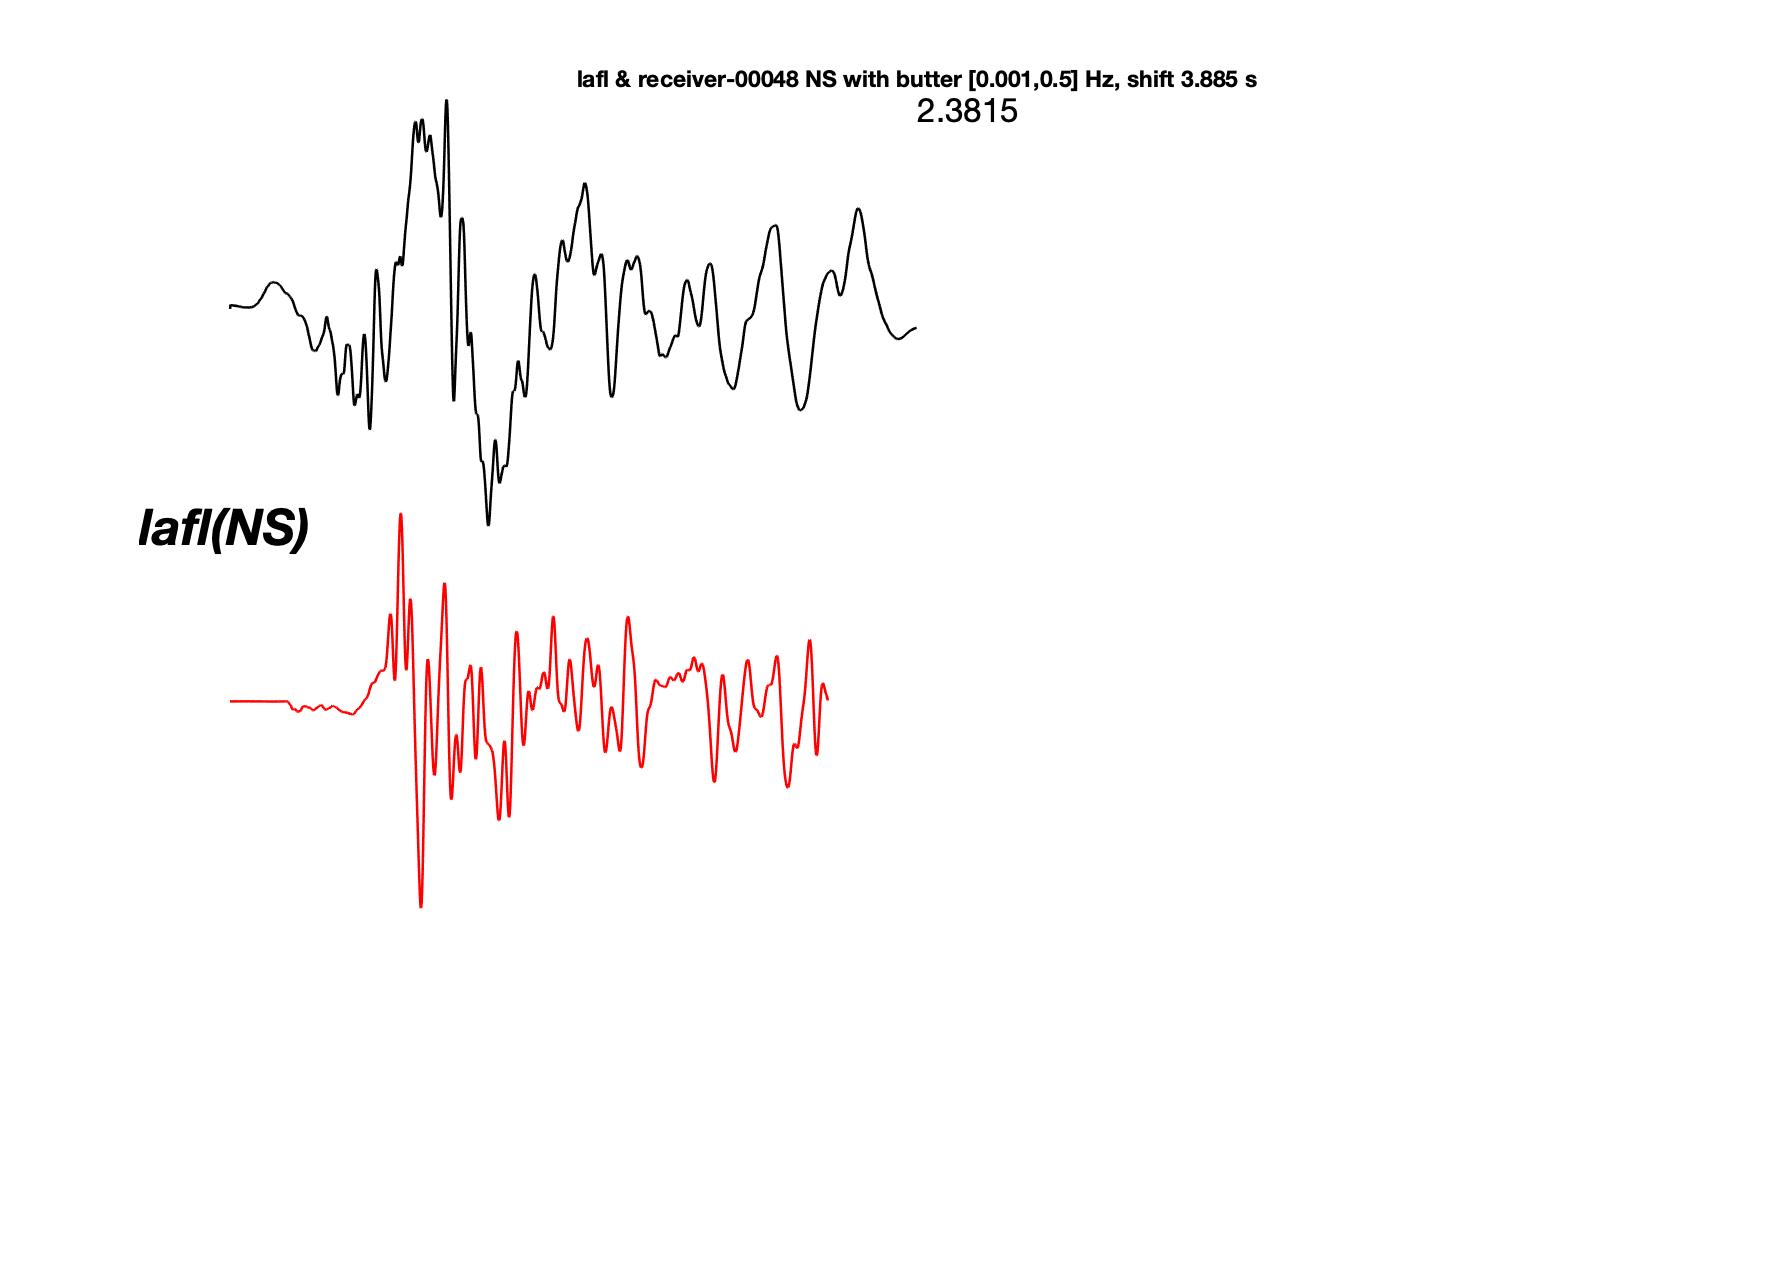 lafl & receiver-00048 NS with butter [0.001,0.5] Hz, shift 3.885 s
2.3815
lafl(NS)